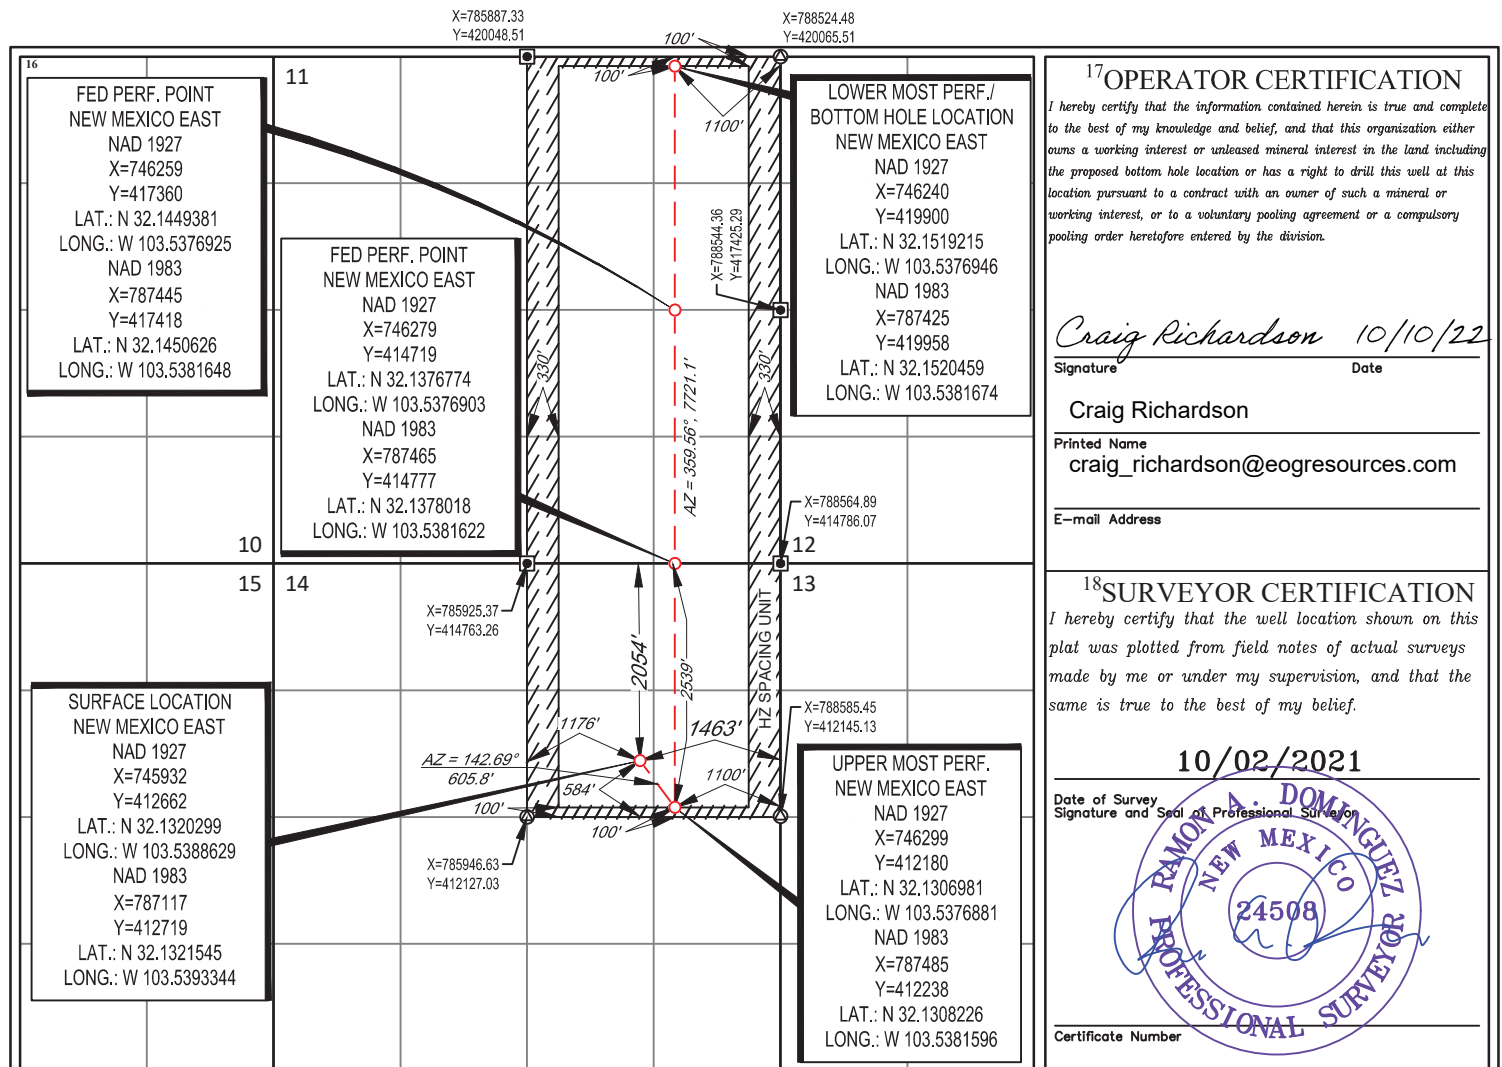 X=785887.33
Y=420048.51
X=788524.48
Y=420065.51
100'
16
11
100'
1100'
FED PERF. POINT
NEW MEXICO EAST
NAD 1927
X=746259
Y=417360
LAT.: N 32.1449381
LONG.: W 103.5376925
NAD 1983
X=787445
Y=417418
LAT.: N 32.1450626
LONG.: W 103.5381648
FED PERF. POINT
NEW MEXICO EAST
NAD 1927
X=746279
Y=414719
LAT.: N 32.1376774
LONG.: W 103.5376903
NAD 1983
X=787465
Y=414777
LAT.: N 32.1378018
LONG.: W 103.5381622
LOWER MOST PERF./
BOTTOM HOLE LOCATION
NEW MEXICO EAST
NAD 1927
X=746240
Y=419900
LAT.: N 32.1519215
LONG.: W 103.5376946
NAD 1983
X=787425
Y=419958
LAT.: N 32.1520459
LONG.: W 103.5381674
X=788544.36
Y=417425.29
330'
330'
AZ = 359.56°, 7721.1'
X=788564.89
Y=414786.07
10
12
15
14
13
X=785925.37
Y=414763.26
2054'
2539'
HZ SPACING UNIT
SURFACE LOCATION
NEW MEXICO EAST
NAD 1927
X=745932
Y=412662
LAT.: N 32.1320299
LONG.: W 103.5388629
NAD 1983
X=787117
Y=412719
LAT.: N 32.1321545
LONG.: W 103.5393344
1176'
1463'
X=788585.45
Y=412145.13
AZ = 142.69°
605.8'
584'
1100'
100'
100'
X=785946.63
Y=412127.03
UPPER MOST PERF.
NEW MEXICO EAST
NAD 1927
X=746299
Y=412180
LAT.: N 32.1306981
LONG.: W 103.5376881
NAD 1983
X=787485
Y=412238
LAT.: N 32.1308226
LONG.: W 103.5381596
17 OPERATOR CERTIFICATION
I hereby certify that the information contained herein is true and complete
to the best of my knowledge and belief, and that this organization either
owns a working interest or unleased mineral interest in the land including
the proposed bottom hole location or has a right to drill this well at this
location pursuant to a contract with an owner of such a mineral or
working interest, or to a voluntary pooling agreement or a compulsory
pooling order heretofore entered by the division.
Craig Richardson 10/10/22
Signature Date
Craig Richardson
Printed Name
craig_richardson@eogresources.com
E-mail Address
18 SURVEYOR CERTIFICATION
I hereby certify that the well location shown on this
plat was plotted from field notes of actual surveys
made by me or under my supervision, and that the
same is true to the best of my belief.
10/02/2021
Date of Survey
Signature and Seal of Professional Surveyor
RAMON A. DOMINGUEZ
NEW MEXICO
24508
PROFESSIONAL SURVEYOR
Certificate Number